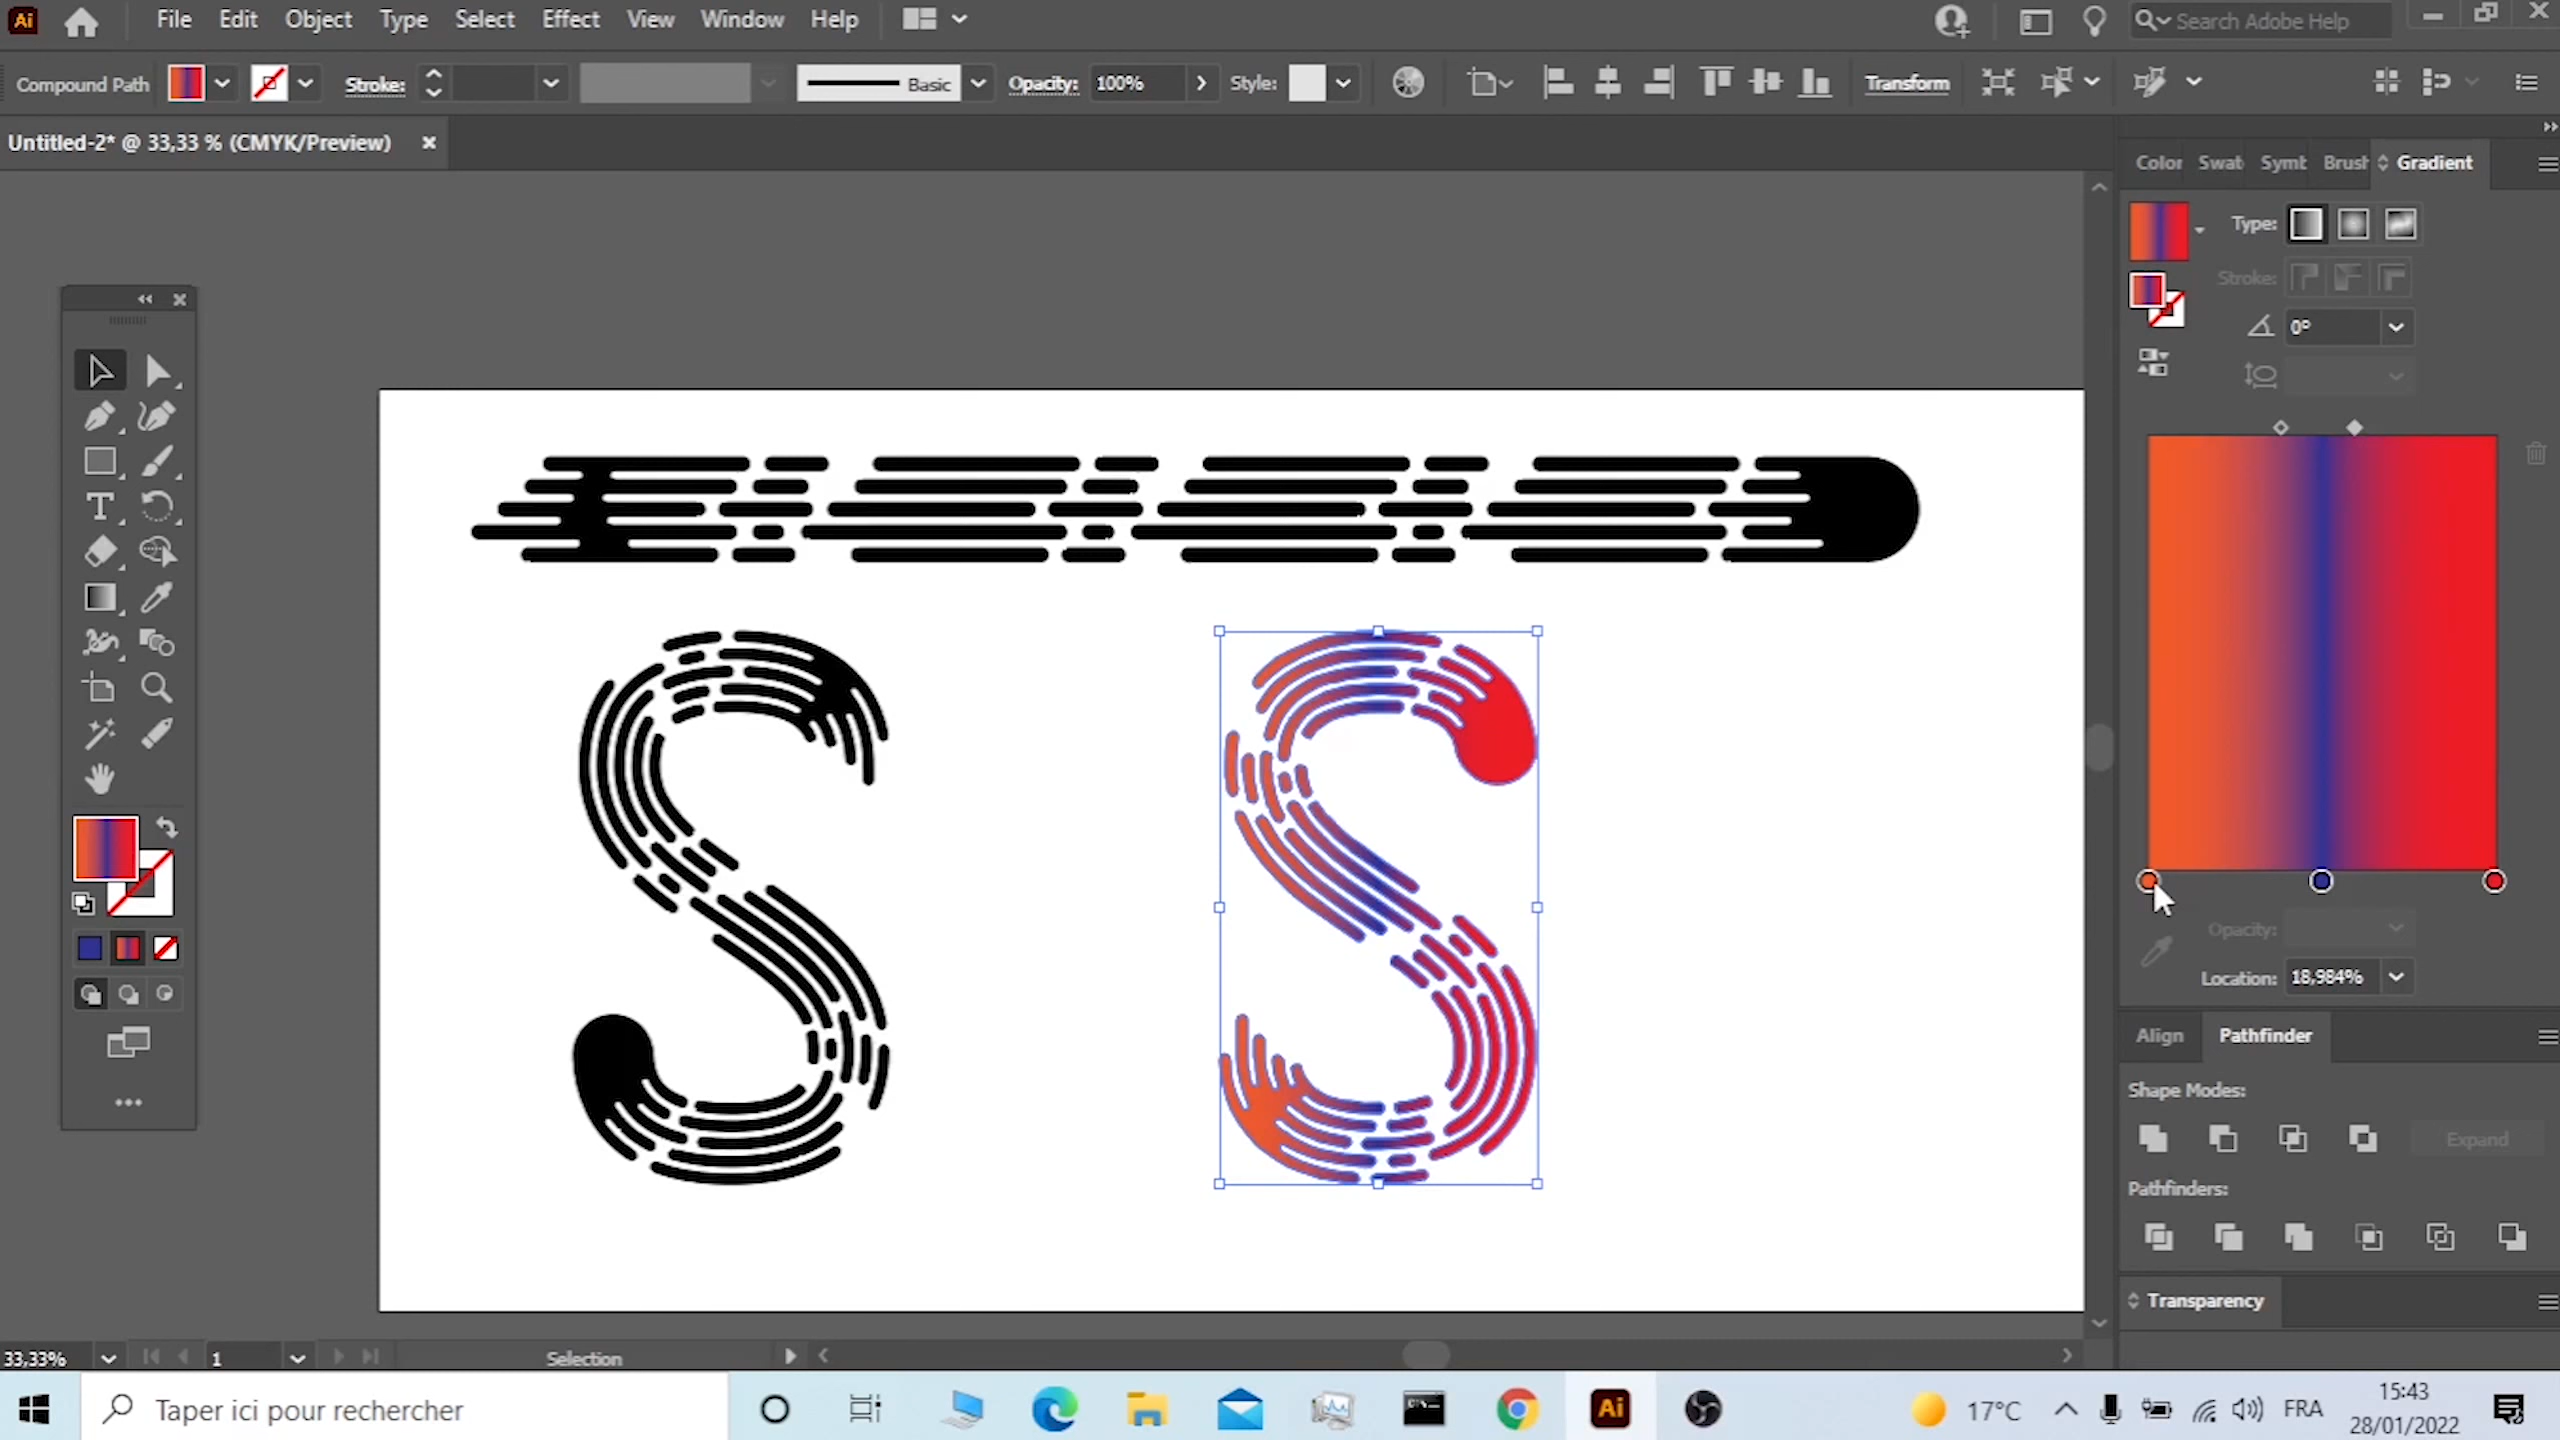 Ai File Edit Object Type Select Effect View Window Help Search Adobe Help
Compound Path Stroke: Basic Opacity: 100% Style: Transform
Untitled-2* @ 33,33 % (CMYK/Preview)
Color Swat Symt Brush Gradient
Type:
Stroke:
0°
T
S S
Opacity:
Location: 18,984%
Align Pathfinder
Shape Modes:
Expand
Pathfinders:
Transparency
33,33% 1 Selection
Taper ici pour rechercher Ai 17°C FRA 15:43
28/01/2022